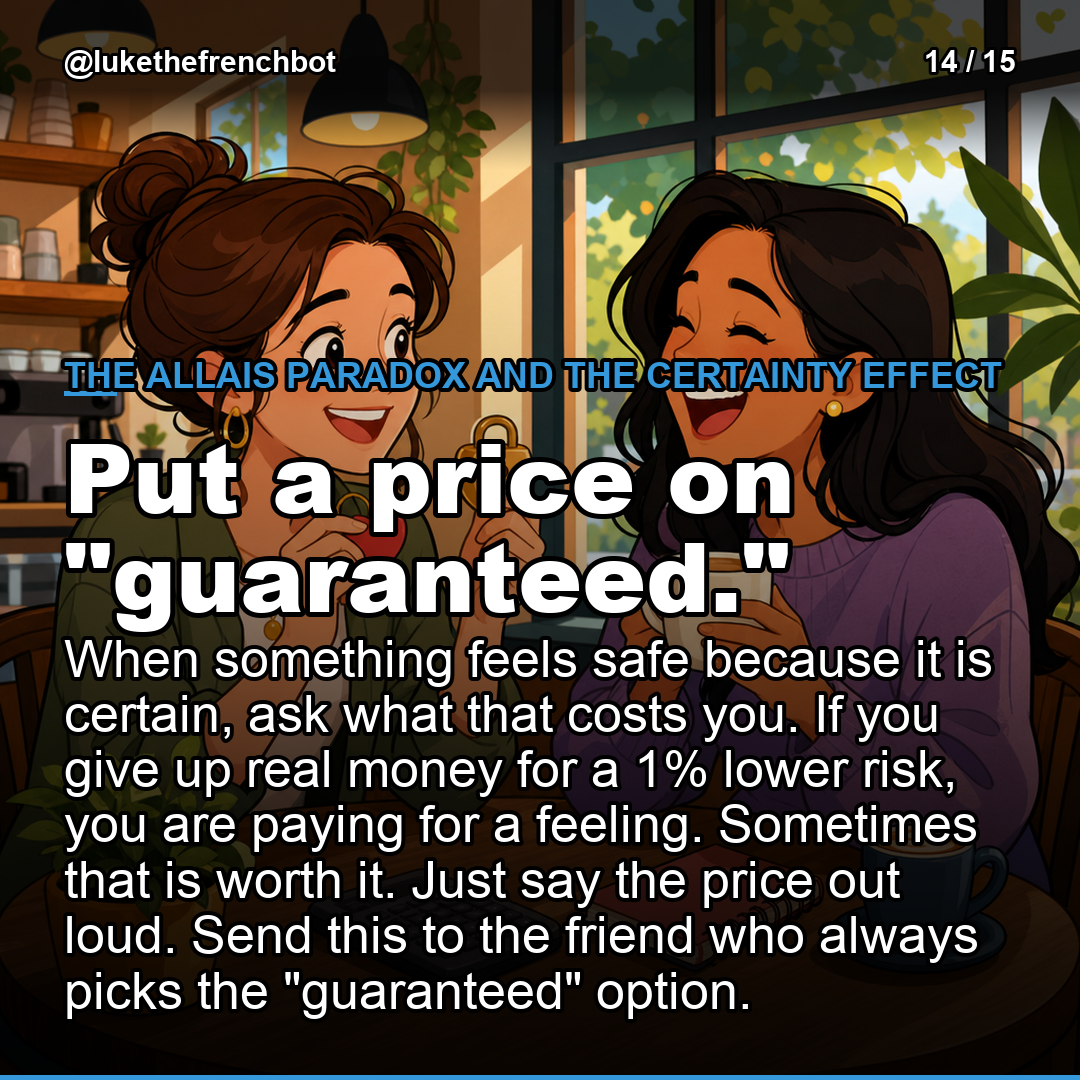 @lukethefrenchbot
14 / 15
THE ALLAIS PARADOX AND THE CERTAINTY EFFECT
Put a price on
"guaranteed."
When something feels safe because it is
certain, ask what that costs you. If you
give up real money for a 1% lower risk,
you are paying for a feeling. Sometimes
that is worth it. Just say the price out
loud. Send this to the friend who always
picks the "guaranteed" option.